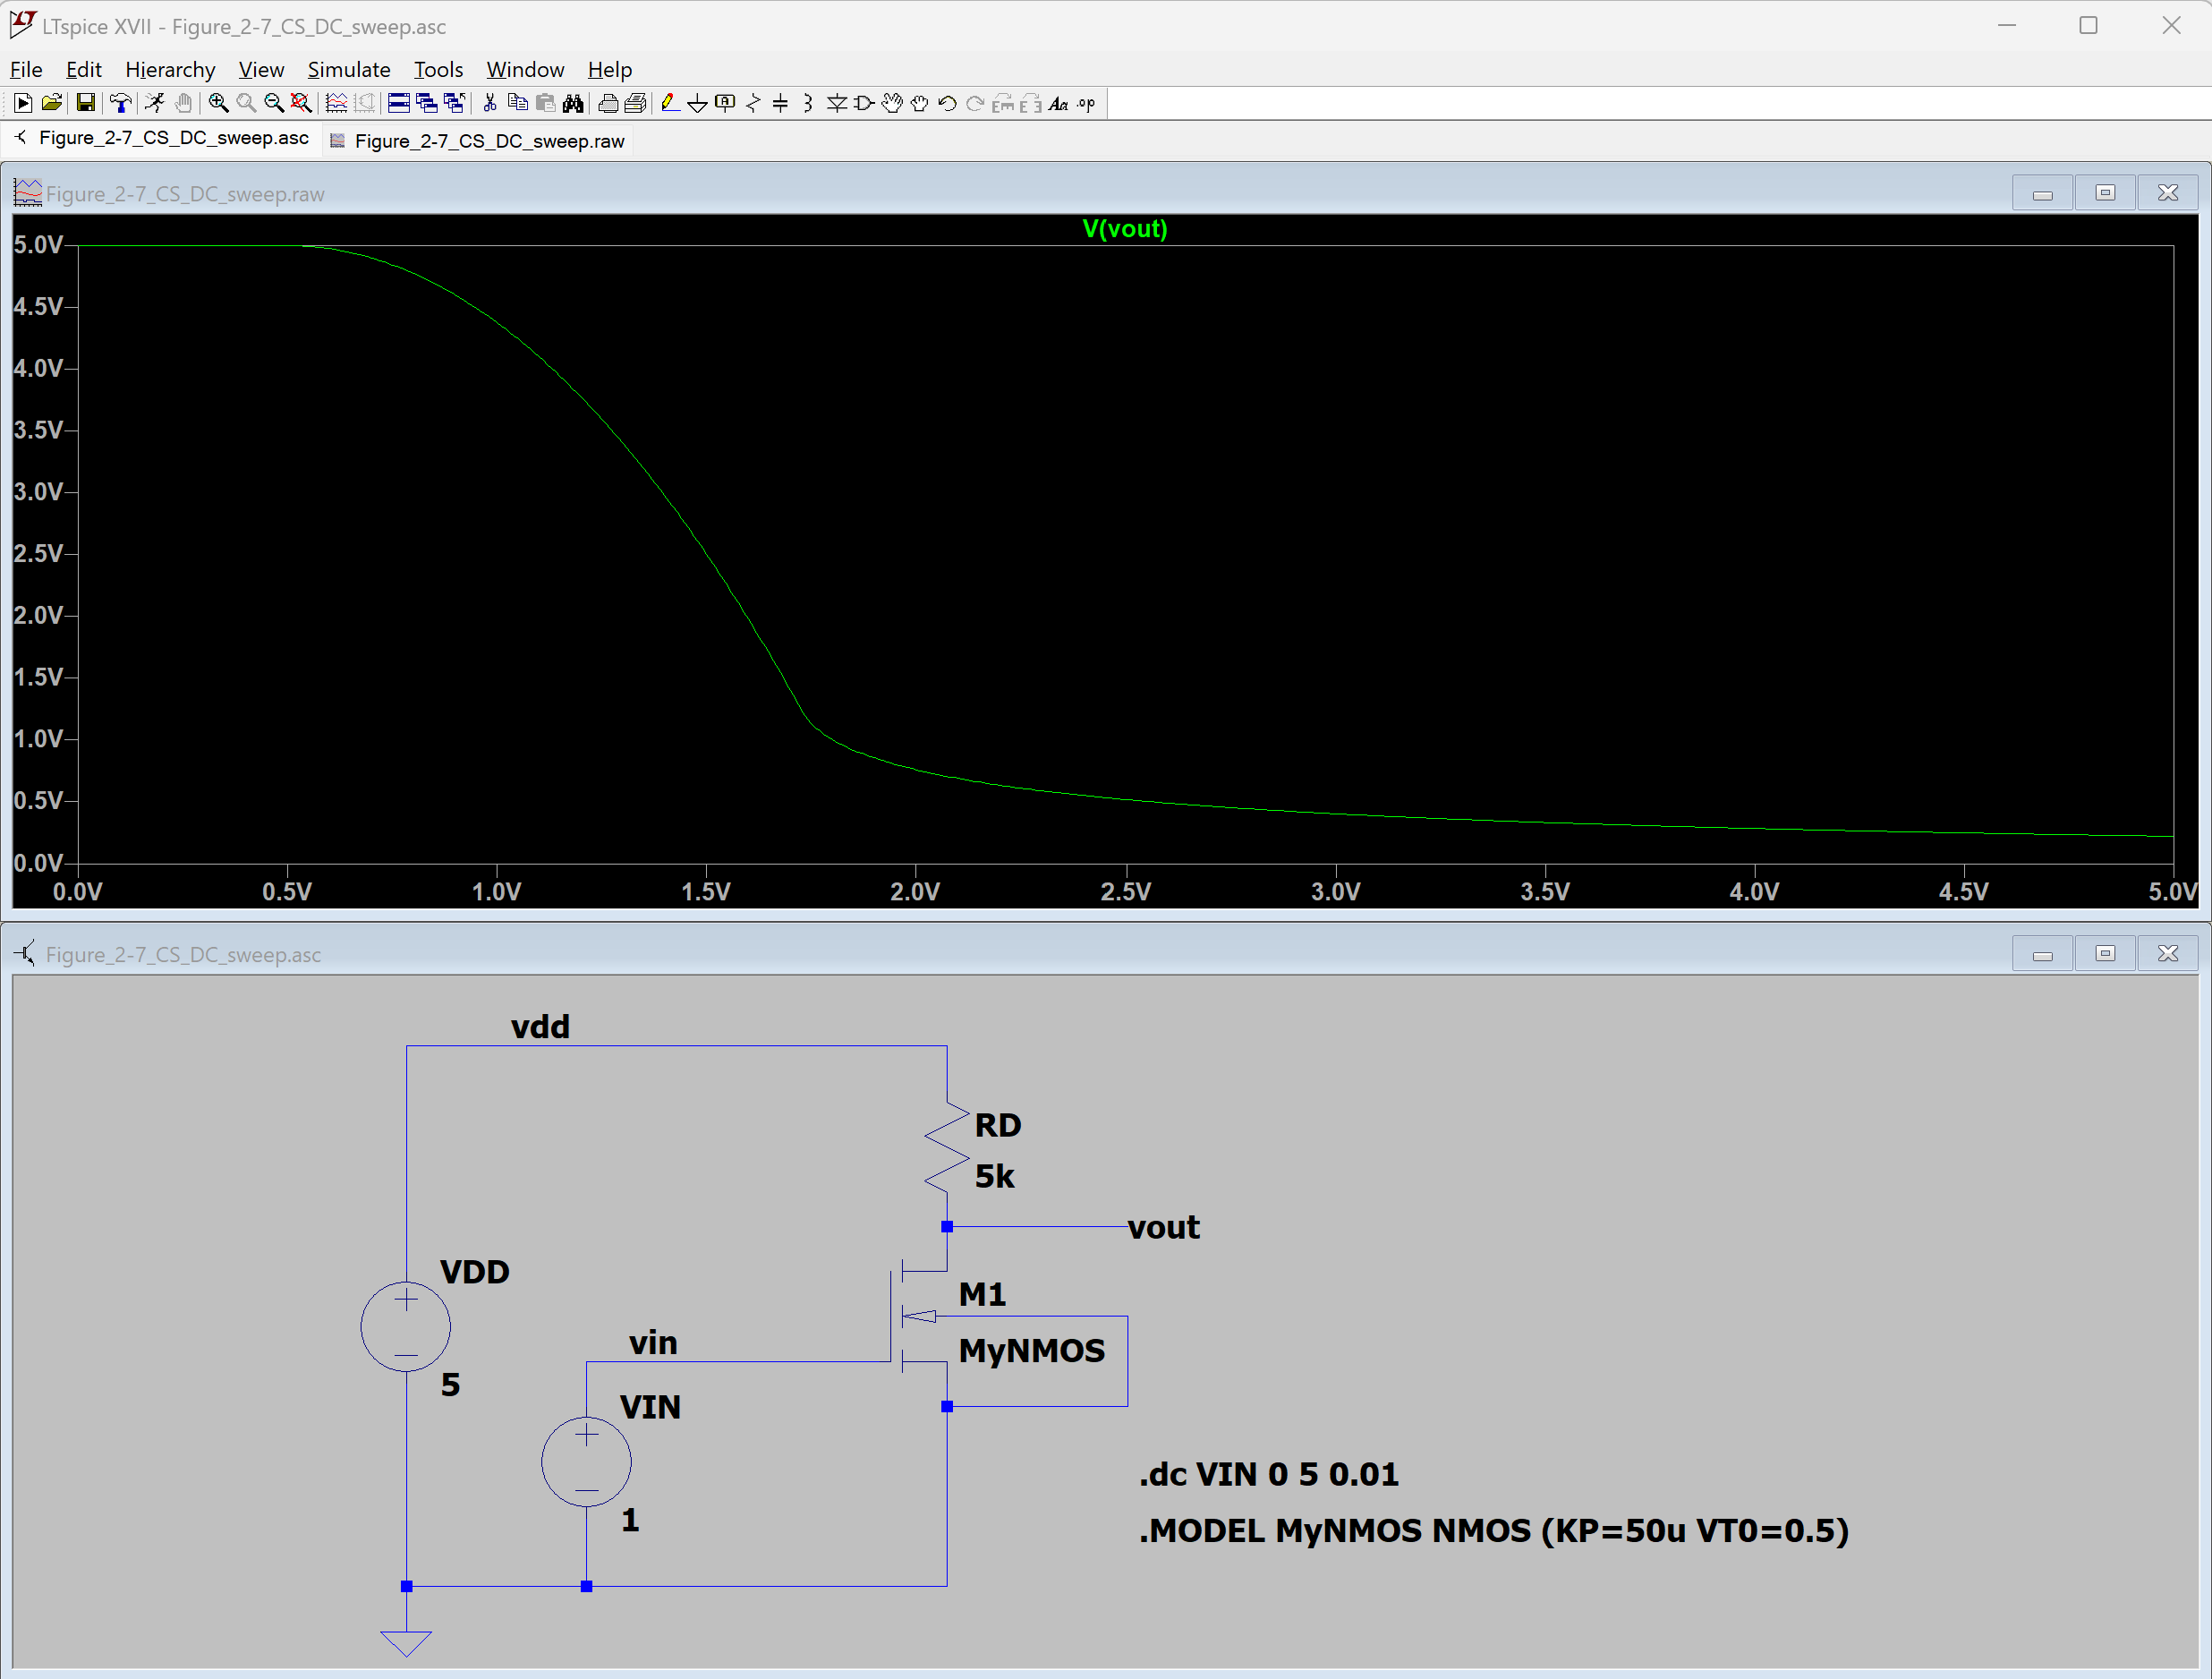 LTspice XVII - Figure_2-7_CS_DC_sweep.asc
File Edit Hierarchy View Simulate Tools Window Help
Figure_2-7_CS_DC_sweep.asc Figure_2-7_CS_DC_sweep.raw
Figure_2-7_CS_DC_sweep.raw
V(vout)
5.0V
4.5V
4.0V
3.5V
3.0V
2.5V
2.0V
1.5V
1.0V
0.5V
0.0V
0.0V 0.5V 1.0V 1.5V 2.0V 2.5V 3.0V 3.5V 4.0V 4.5V 5.0V
Figure_2-7_CS_DC_sweep.asc
vdd
RD
5k
vout
VDD
5
M1
MyNMOS
vin
VIN
1
.dc VIN 0 5 0.01
.MODEL MyNMOS NMOS (KP=50u VT0=0.5)